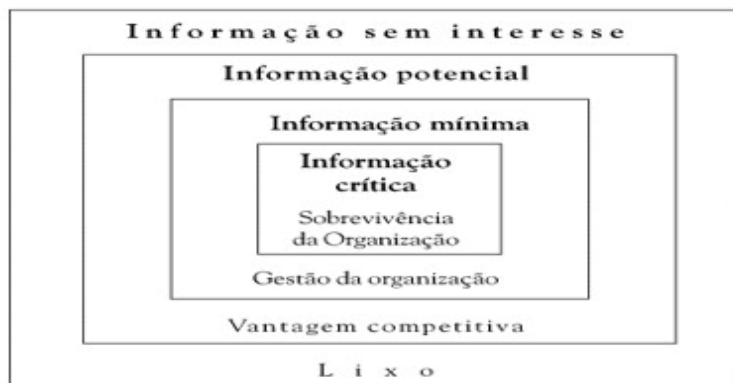 Informação sem interesse
Informação potencial
Informação mínima
Informação
crítica
Sobrevivência
da Organização
Gestão da organização
Vantagem competitiva
Lixo